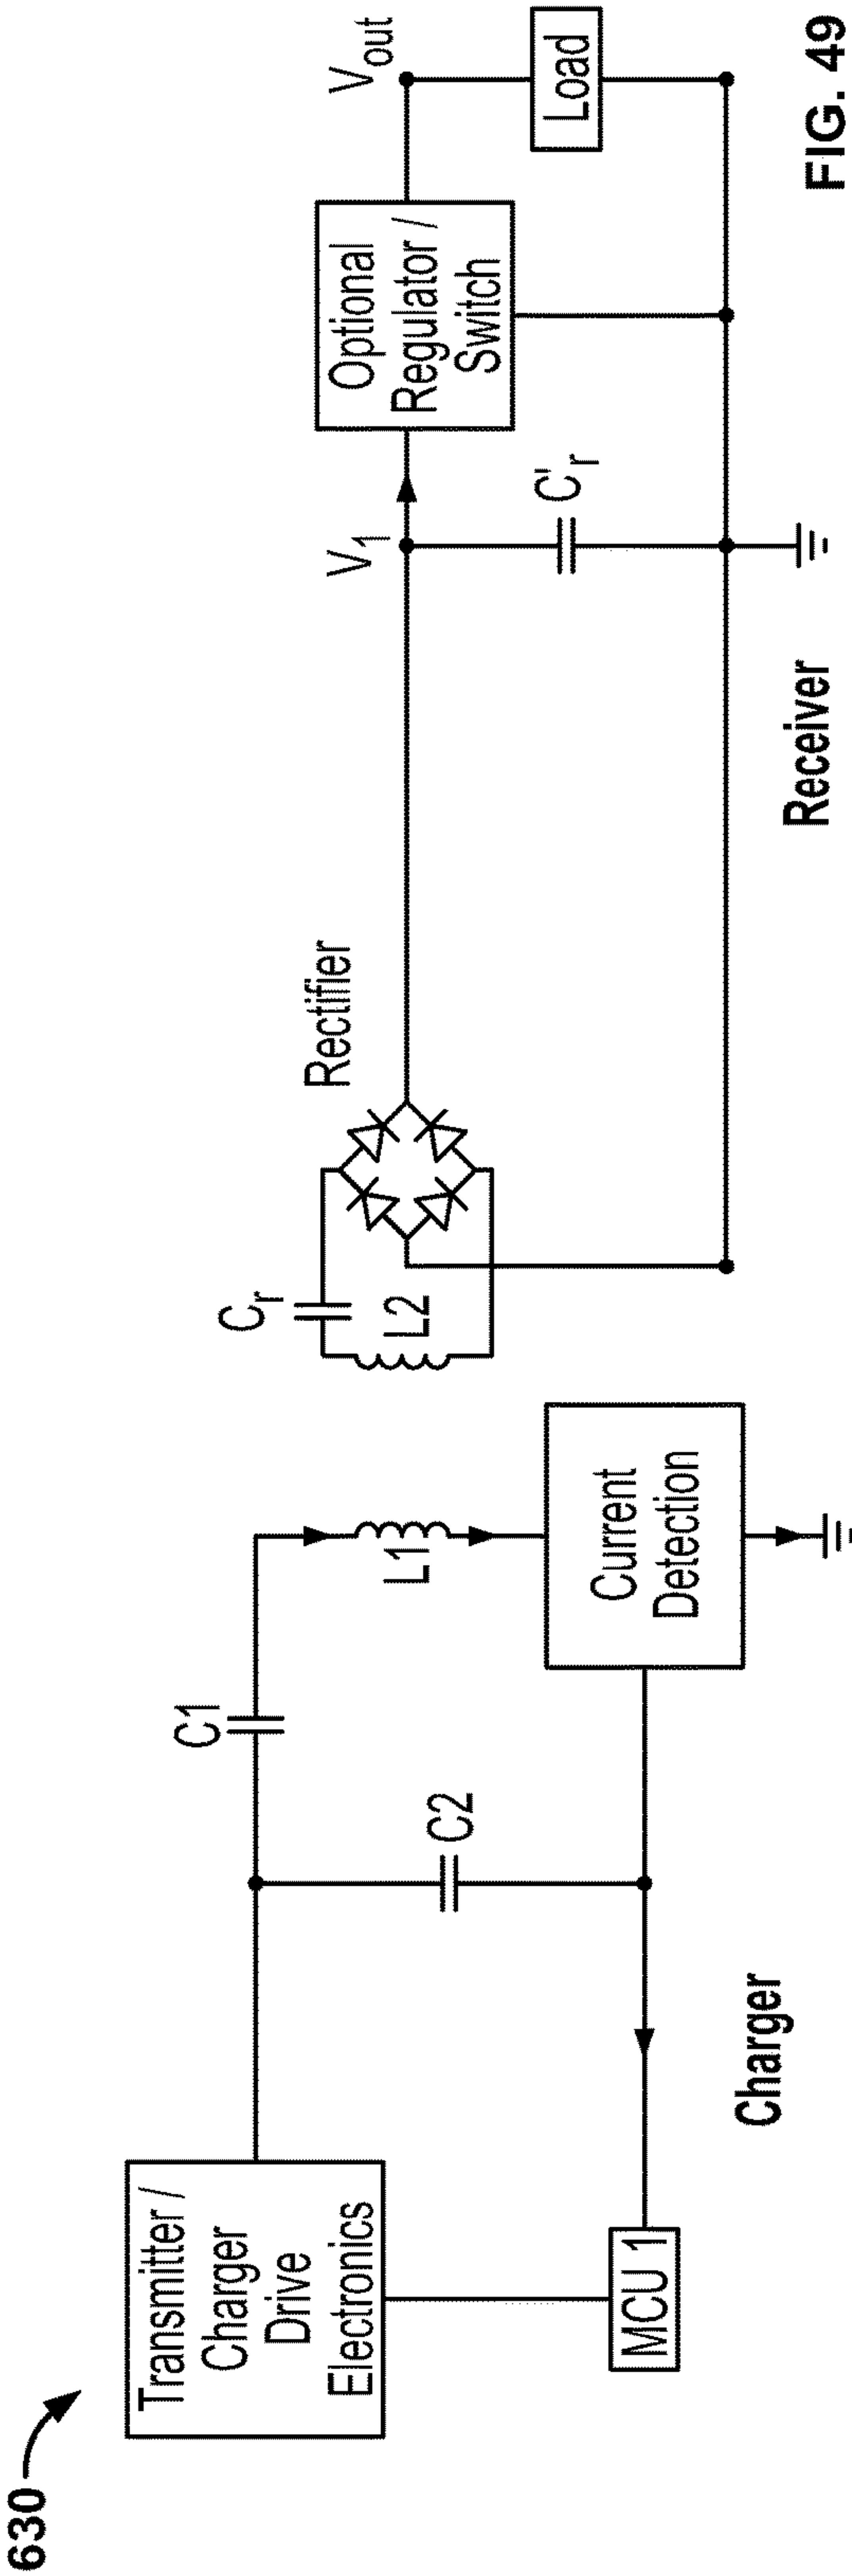 630
Transmitter /
Charger
Drive
Electronics
MCU 1
C2
C1
L1
Current
Detection
Charger
Cr
L2
Rectifier
V1
C'r
Optional
Regulator /
Switch
Vout
Load
Receiver
FIG. 49